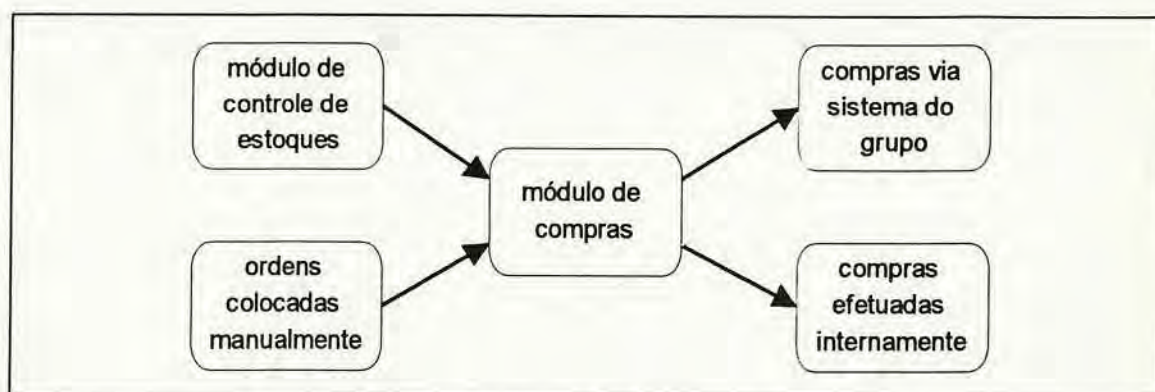 módulo de
controle de
estoques
ordens
colocadas
manualmente
módulo de
compras
compras via
sistema do
grupo
compras
efetuadas
internamente